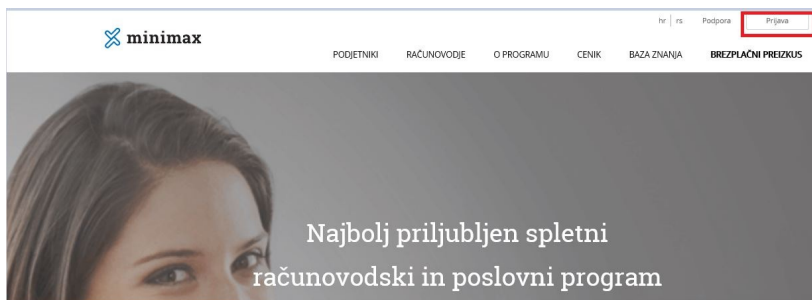 hr | rs Podpora Prijava
minimax
PODJETNIKI RAČUNOVODJE O PROGRAMU CENIK BAZA ZNANJA BREZPLAČNI PREIZKUS
Najbolj priljubljen spletni
računovodski in poslovni program